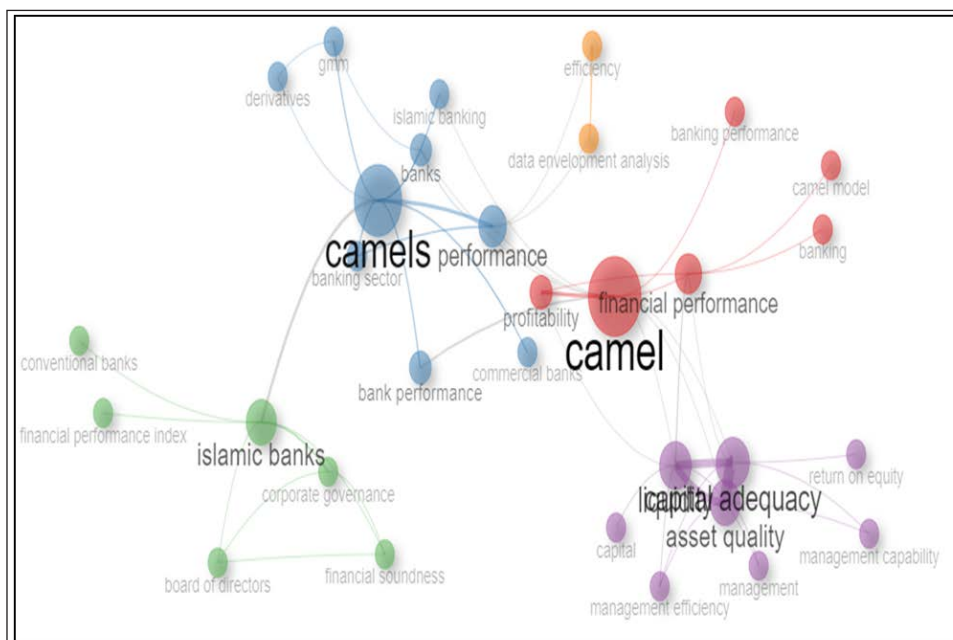 gmm
efficiency
derivatives
islamic banking
banking performance
data envelopment analysis
banks
camel model
camels
performance
banking
banking sector
financial performance
profitability
camel
conventional banks
bank performance
commercial banks
financial performance index
islamic banks
corporate governance
return on equity
liquidity
capital adequacy
asset quality
capital
management capability
board of directors
financial soundness
management
management efficiency